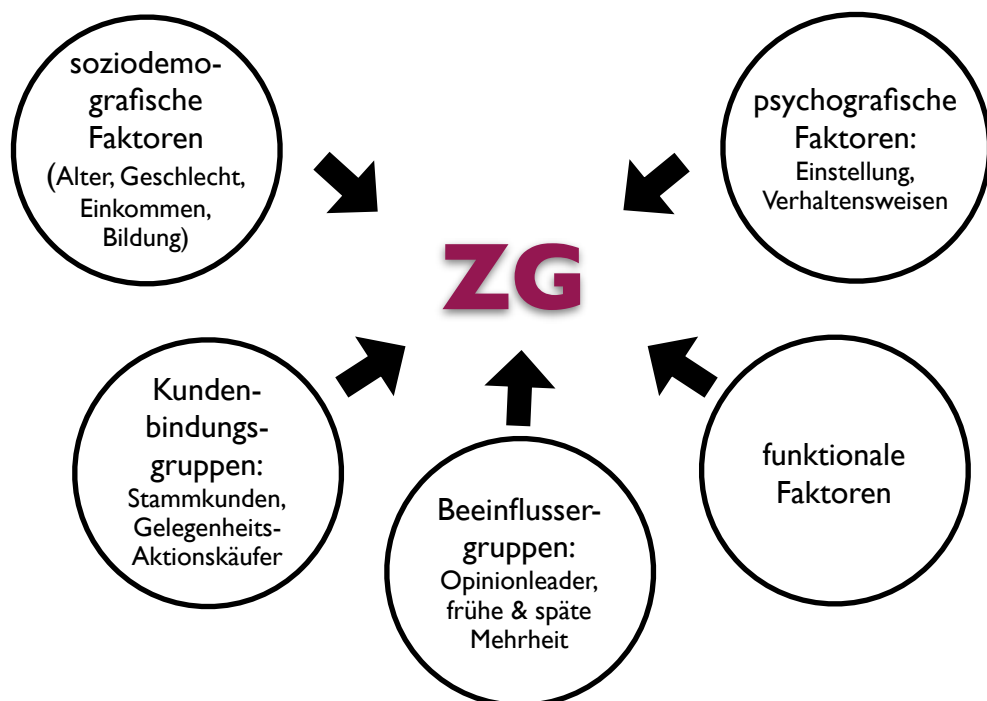 soziodemo-
grafische
Faktoren
(Alter, Geschlecht,
Einkommen,
Bildung)
psychografische
Faktoren:
Einstellung,
Verhaltensweisen
ZG
Kunden-
bindungs-
gruppen:
Stammkunden,
Gelegenheits-
Aktionskäufer
Beeinflusser-
gruppen:
Opinionleader,
frühe & späte
Mehrheit
funktionale
Faktoren